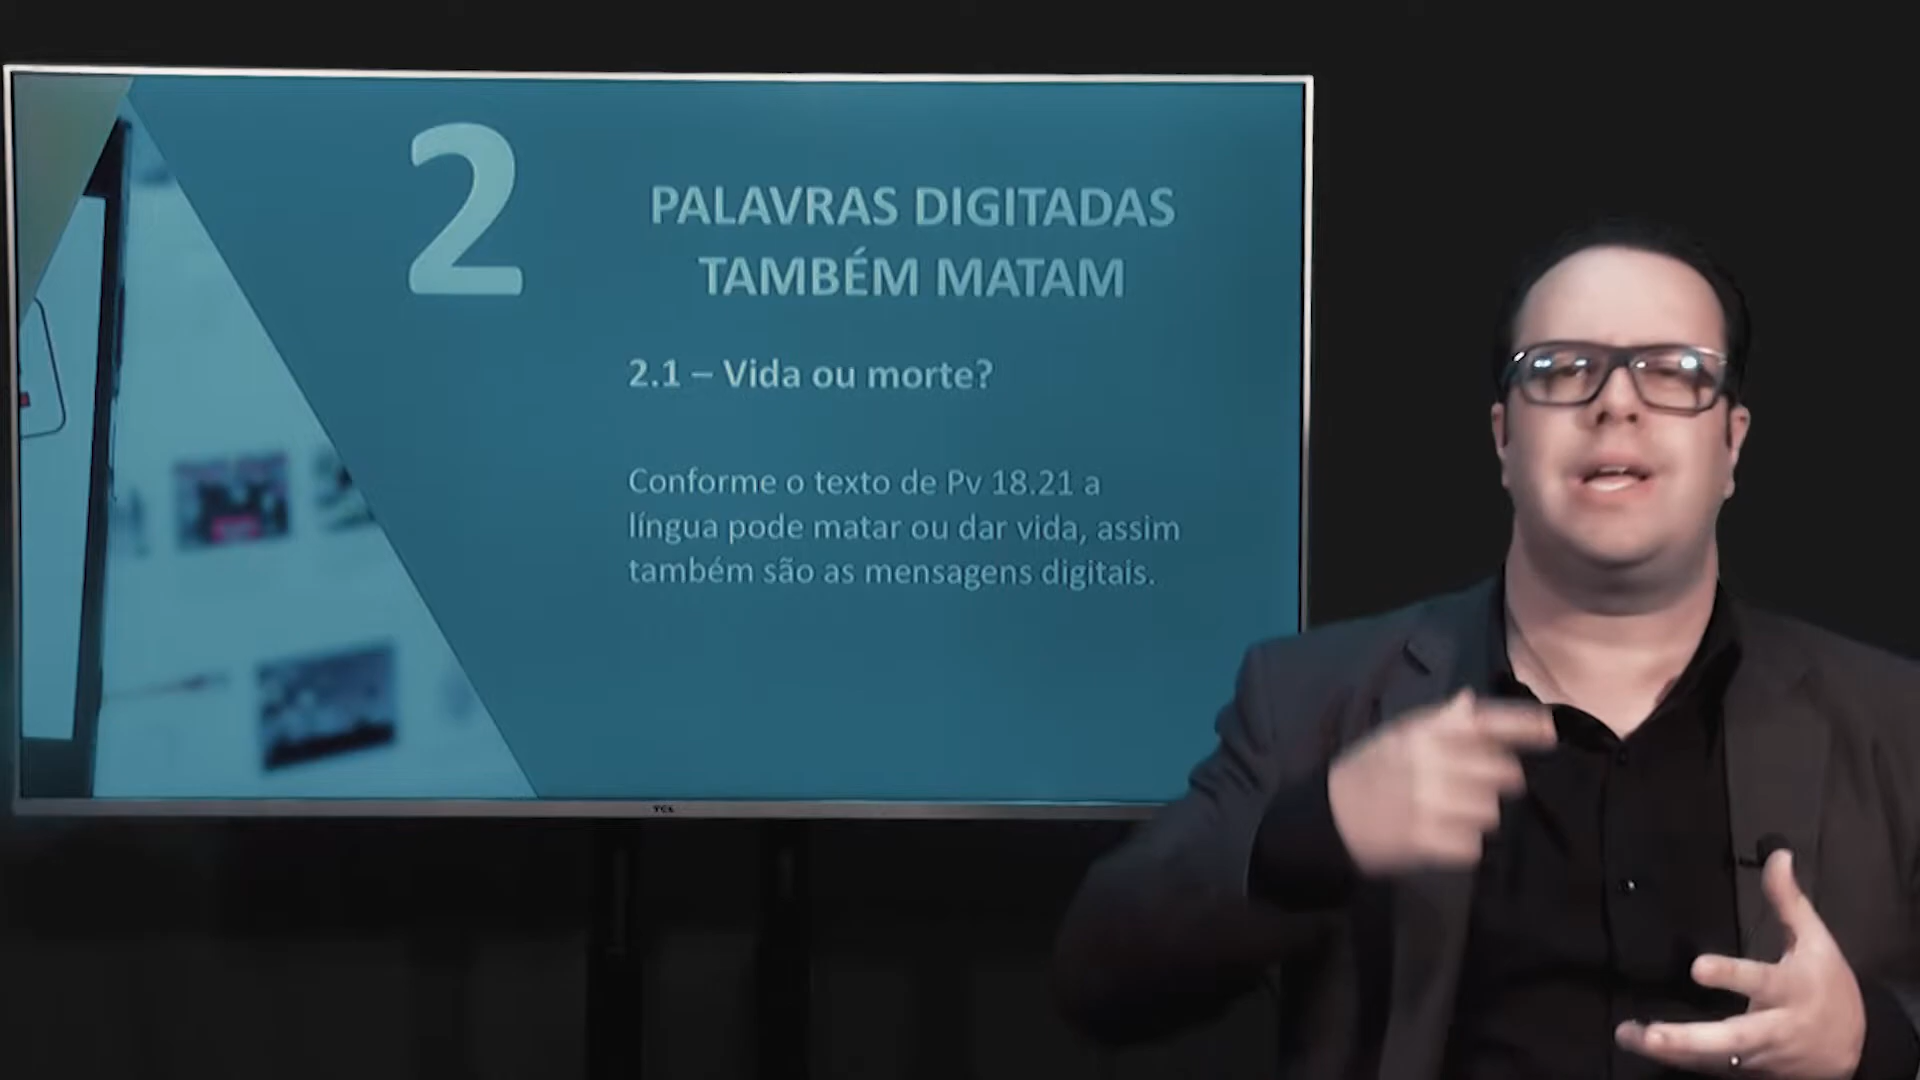 2
PALAVRAS DIGITADAS
TAMBÉM MATAM
2.1 – Vida ou morte?
Conforme o texto de Pv 18.21 a
língua pode matar ou dar vida, assim
também são as mensagens digitais.
TCL